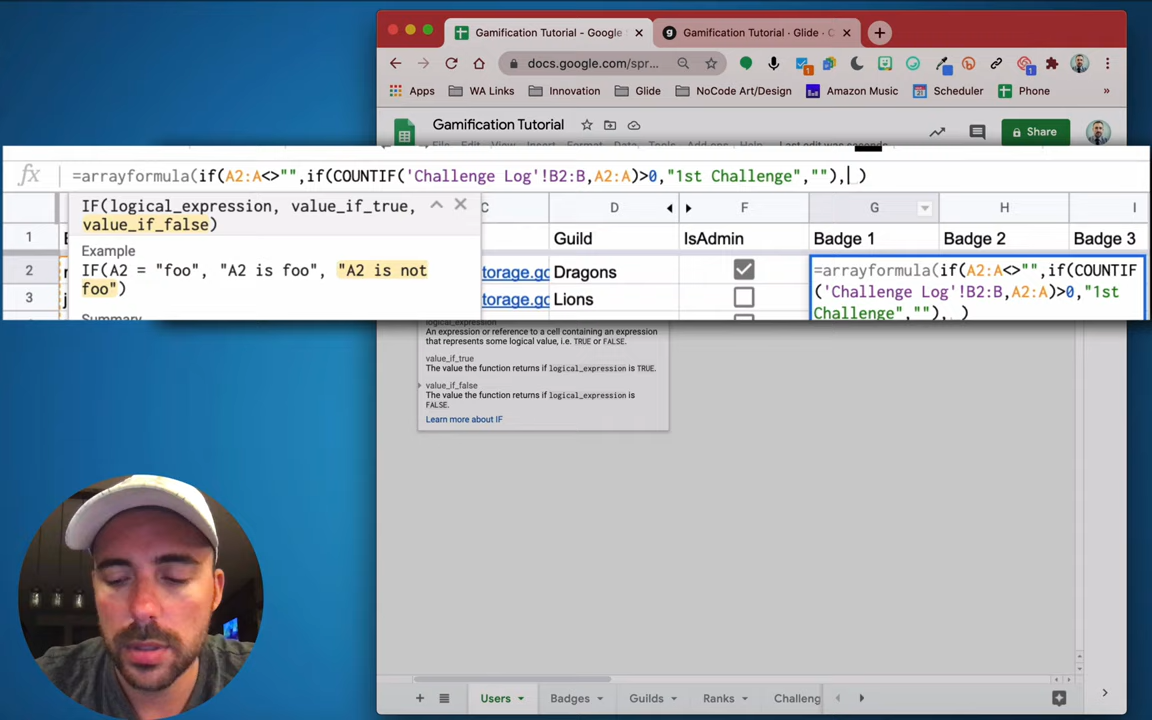 Gamification Tutorial - Google
Gamification Tutorial · Glide · C
docs.google.com/spr...
Apps WA Links Innovation Glide NoCode Art/Design Amazon Music Scheduler Phone »
Gamification Tutorial
Share
fx =arrayformula(if(A2:A<>"",if(COUNTIF('Challenge Log'!B2:B,A2:A)>0,"1st Challenge",""), )
IF(logical_expression, value_if_true,
value_if_false)
Example
IF(A2 = "foo", "A2 is foo", "A2 is not
foo")
C D F G H I
1 Guild IsAdmin Badge 1 Badge 2 Badge 3
2 torage.gc Dragons
3 torage.gc Lions
=arrayformula(if(A2:A<>"",if(COUNTIF
('Challenge Log'!B2:B,A2:A)>0,"1st
Challenge",""), )
An expression or reference to a cell containing an expression
that represents some logical value, i.e. TRUE or FALSE.
value_if_true
The value the function returns if logical_expression is TRUE.
value_if_false
The value the function returns if logical_expression is
FALSE.
Learn more about IF
Users Badges Guilds Ranks Challeng